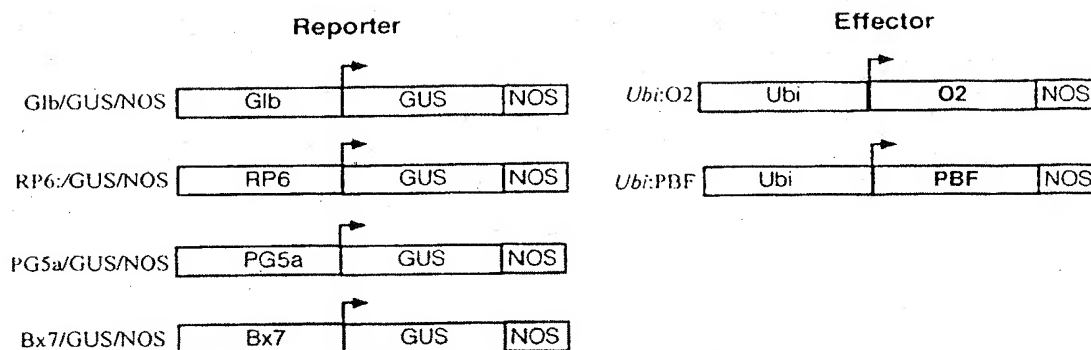 Reporter
Glb/GUS/NOS Glb GUS NOS
RP6:/GUS/NOS RP6 GUS NOS
PG5a/GUS/NOS PG5a GUS NOS
Bx7/GUS/NOS Bx7 GUS NOS
Effector
Ubi:O2 Ubi O2 NOS
Ubi:PBF Ubi PBF NOS